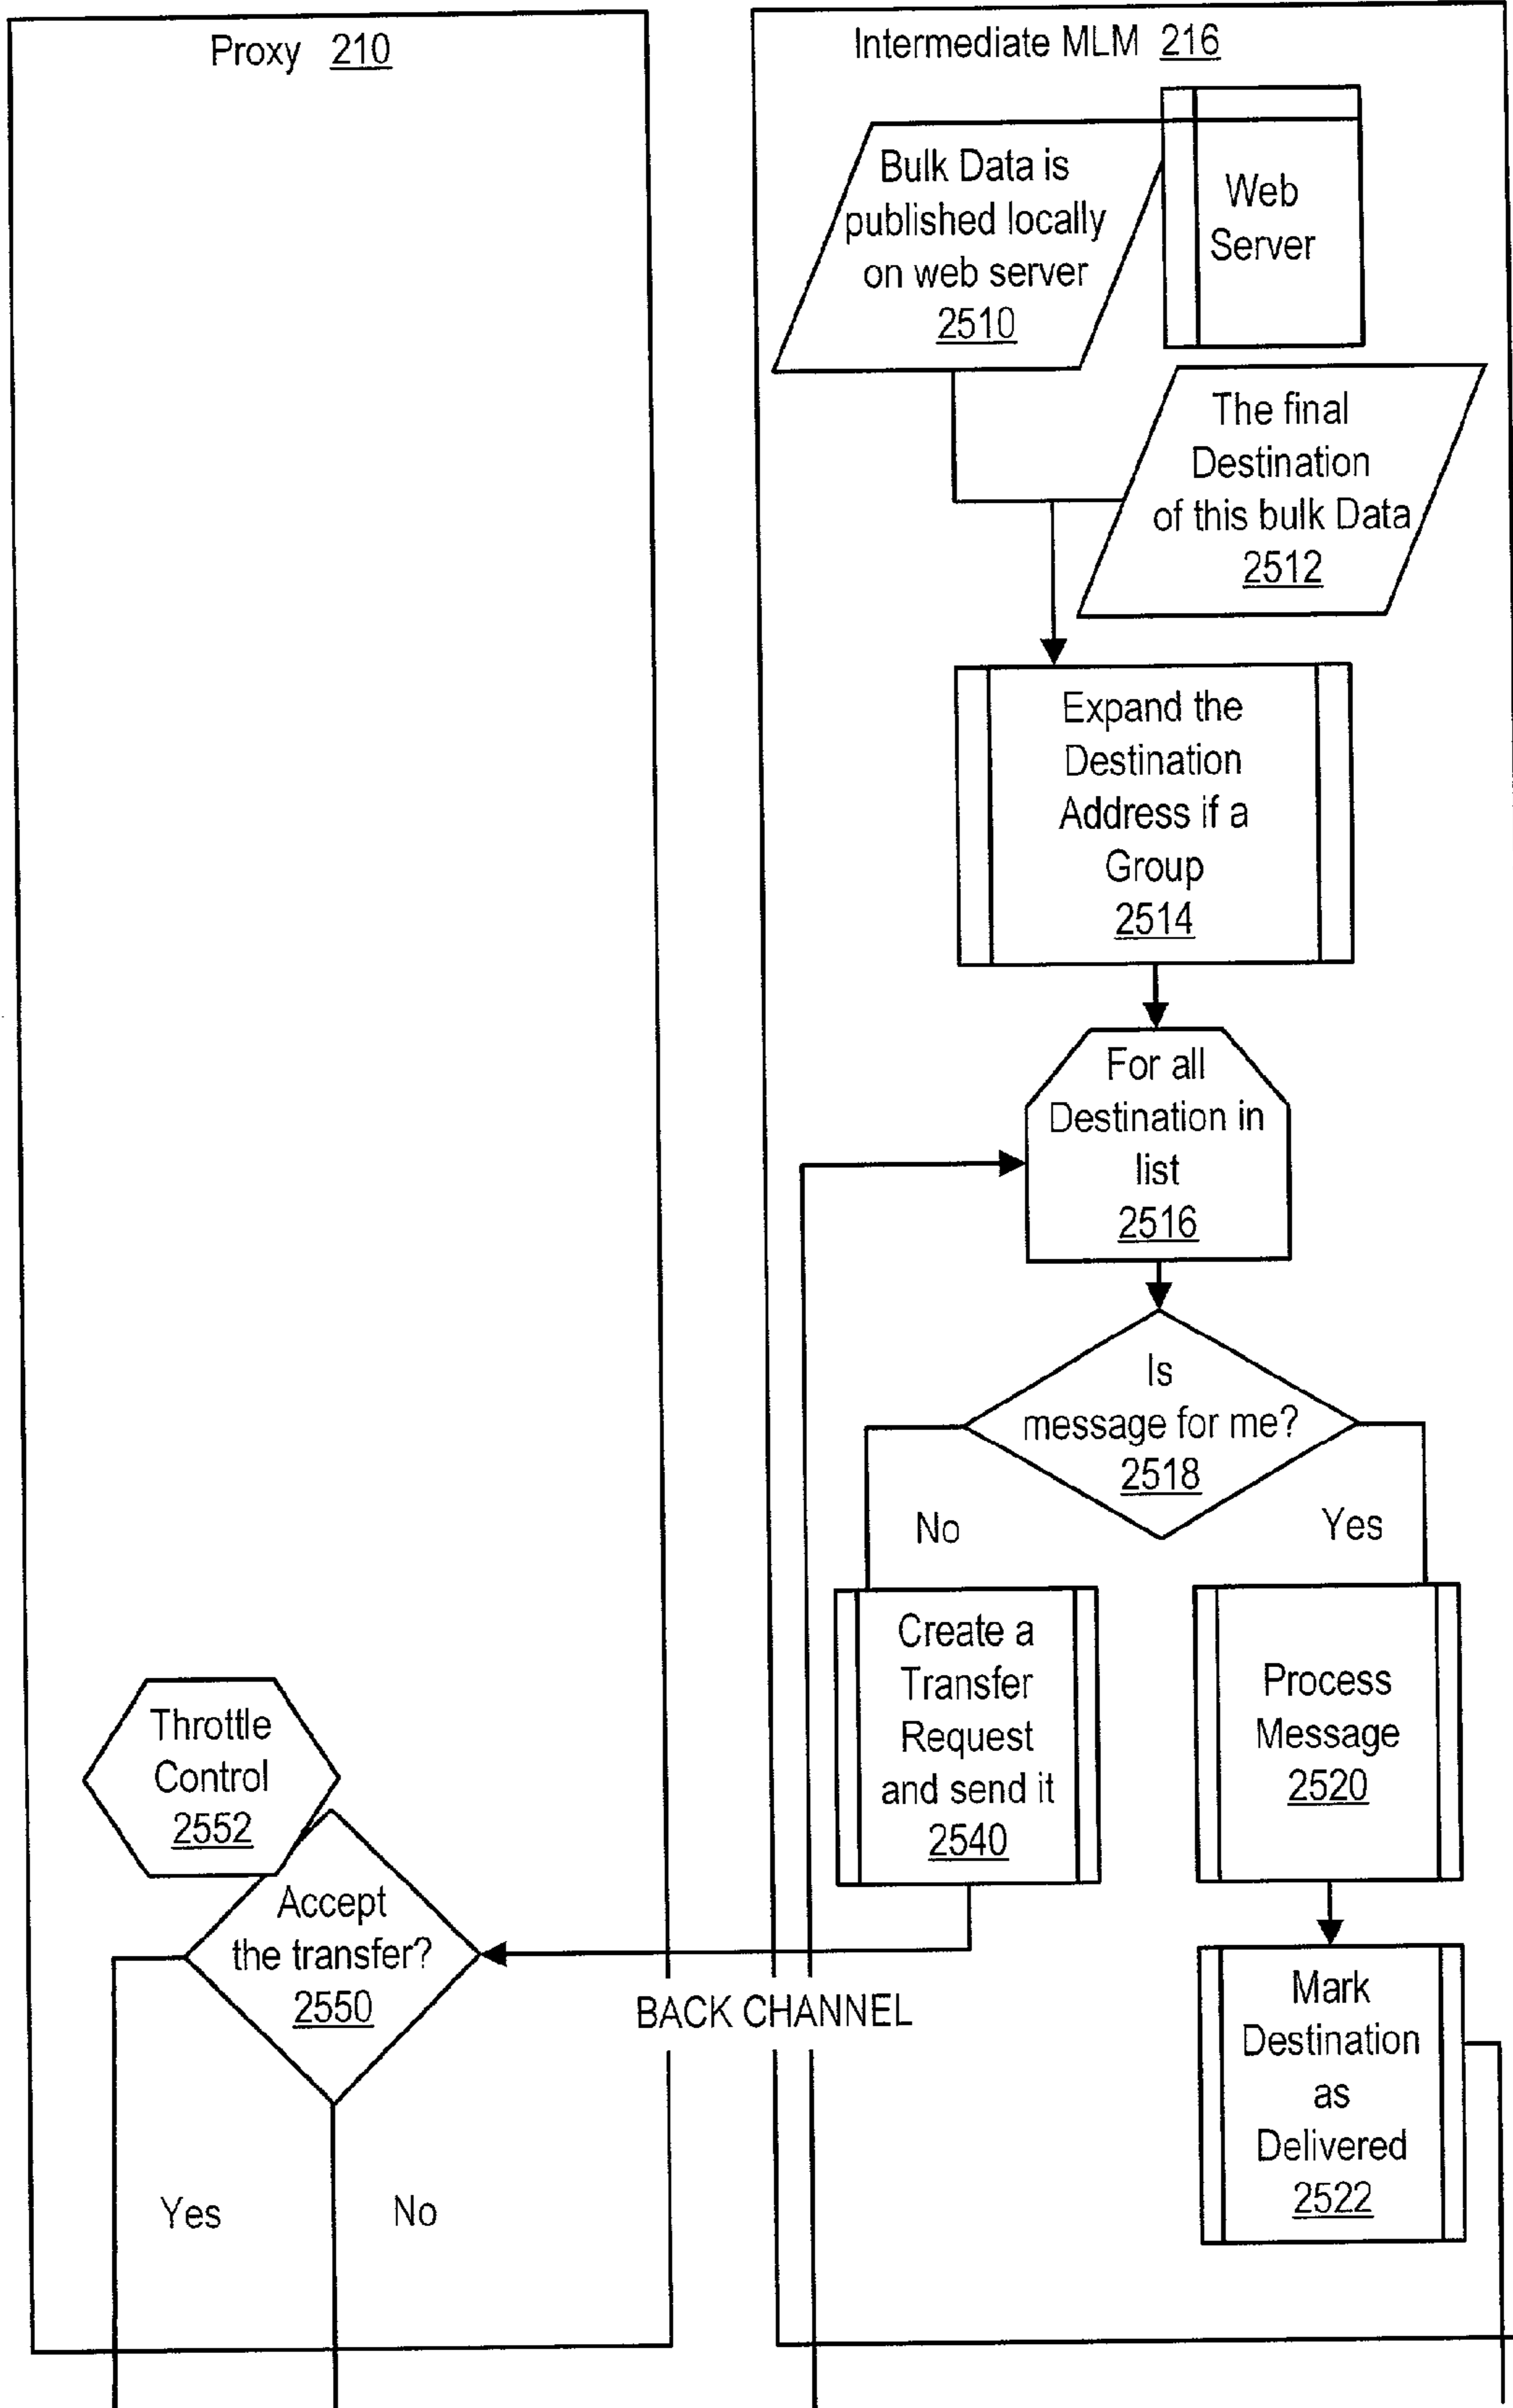 Proxy 210
Intermediate MLM 216
Bulk Data is
published locally
on web server
2510
Web
Server
The final
Destination
of this bulk Data
2512
Expand the
Destination
Address if a
Group
2514
For all
Destination in
list
2516
Is
message for me?
2518
No
Yes
Create a
Transfer
Request
and send it
2540
Process
Message
2520
Throttle
Control
2552
Accept
the transfer?
2550
BACK CHANNEL
Mark
Destination
as
Delivered
2522
Yes
No